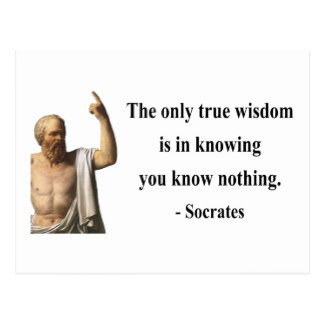 The only true wisdom
is in knowing
you know nothing.
- Socrates